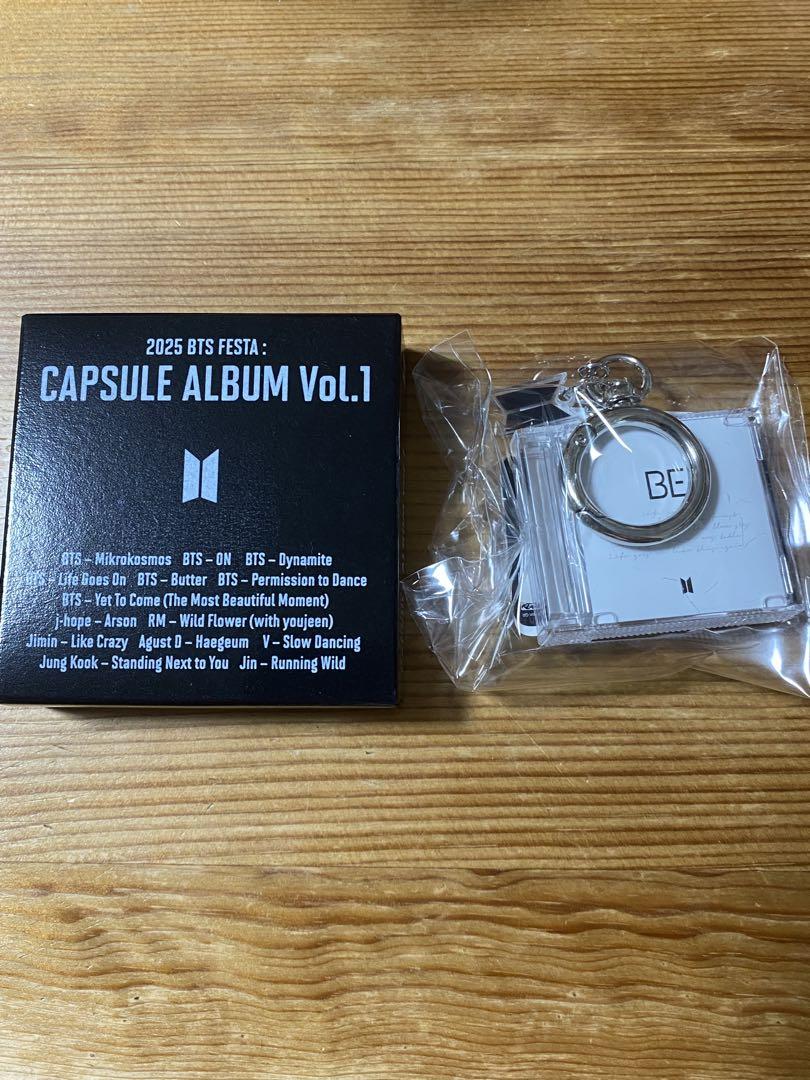 2025 BTS FESTA :
CAPSULE ALBUM Vol.1
BTS – Mikrokosmos BTS – ON BTS – Dynamite
BTS – Life Goes On BTS – Butter BTS – Permission to Dance
BTS – Yet To Come (The Most Beautiful Moment)
j-hope – Arson RM – Wild Flower (with youjeen)
Jimin – Like Crazy Agust D – Haegeum V – Slow Dancing
Jung Kook – Standing Next to You Jin – Running Wild
BE